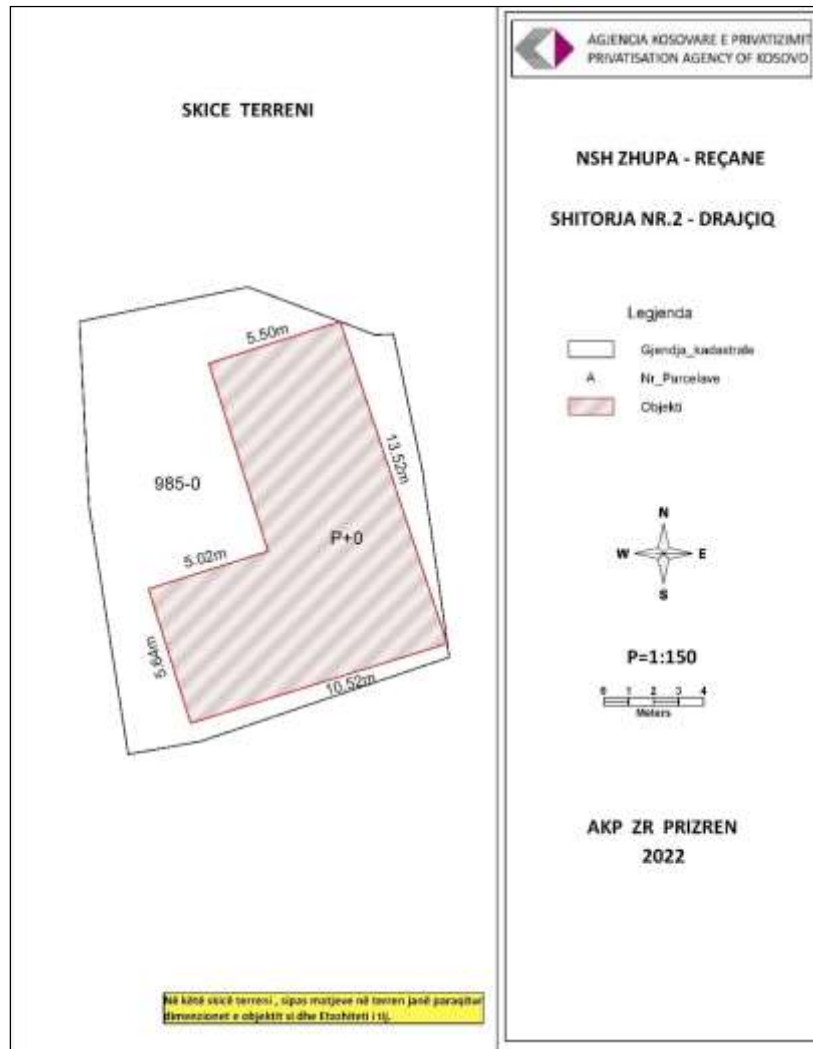 SKICE TERRENI
5.50m
13.52m
985-0
P+0
5.02m
5.64m
10.52m
Në këtë skicë terreni , sipas matjeve në terren janë paraqitur
dimenzionet e objektit si dhe Etazhiteti i tij.
AGJENCIA KOSOVARE E PRIVATIZIMIT
PRIVATISATION AGENCY OF KOSOVO
NSH ZHUPA - REÇANE
SHITORJA NR.2 - DRAJÇIQ
Legjenda
Gjendja_kadastrale
A Nr_Parcelave
Objekti
N
W E
S
P=1:150
0 1 2 3 4
Meters
AKP ZR PRIZREN
2022